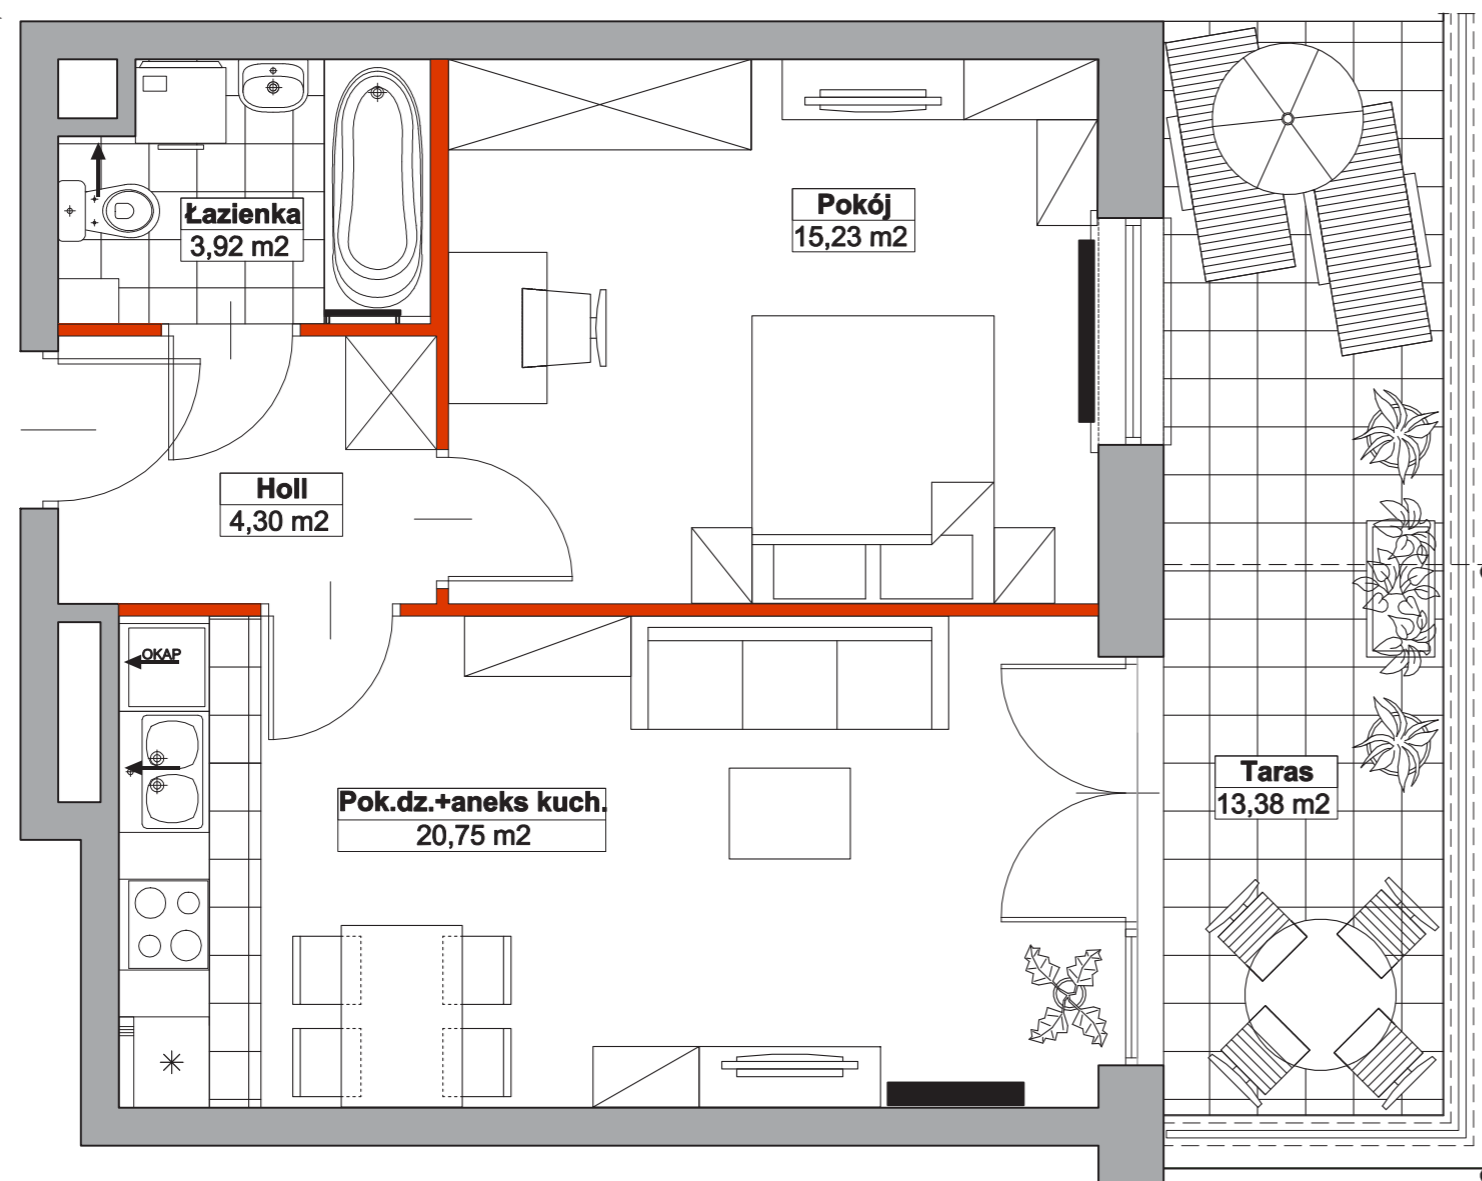 Łazienka
3,92 m2
Pokój
15,23 m2
Holl
4,30 m2
OKAP
Pok.dz.+aneks kuch.
20,75 m2
Taras
13,38 m2